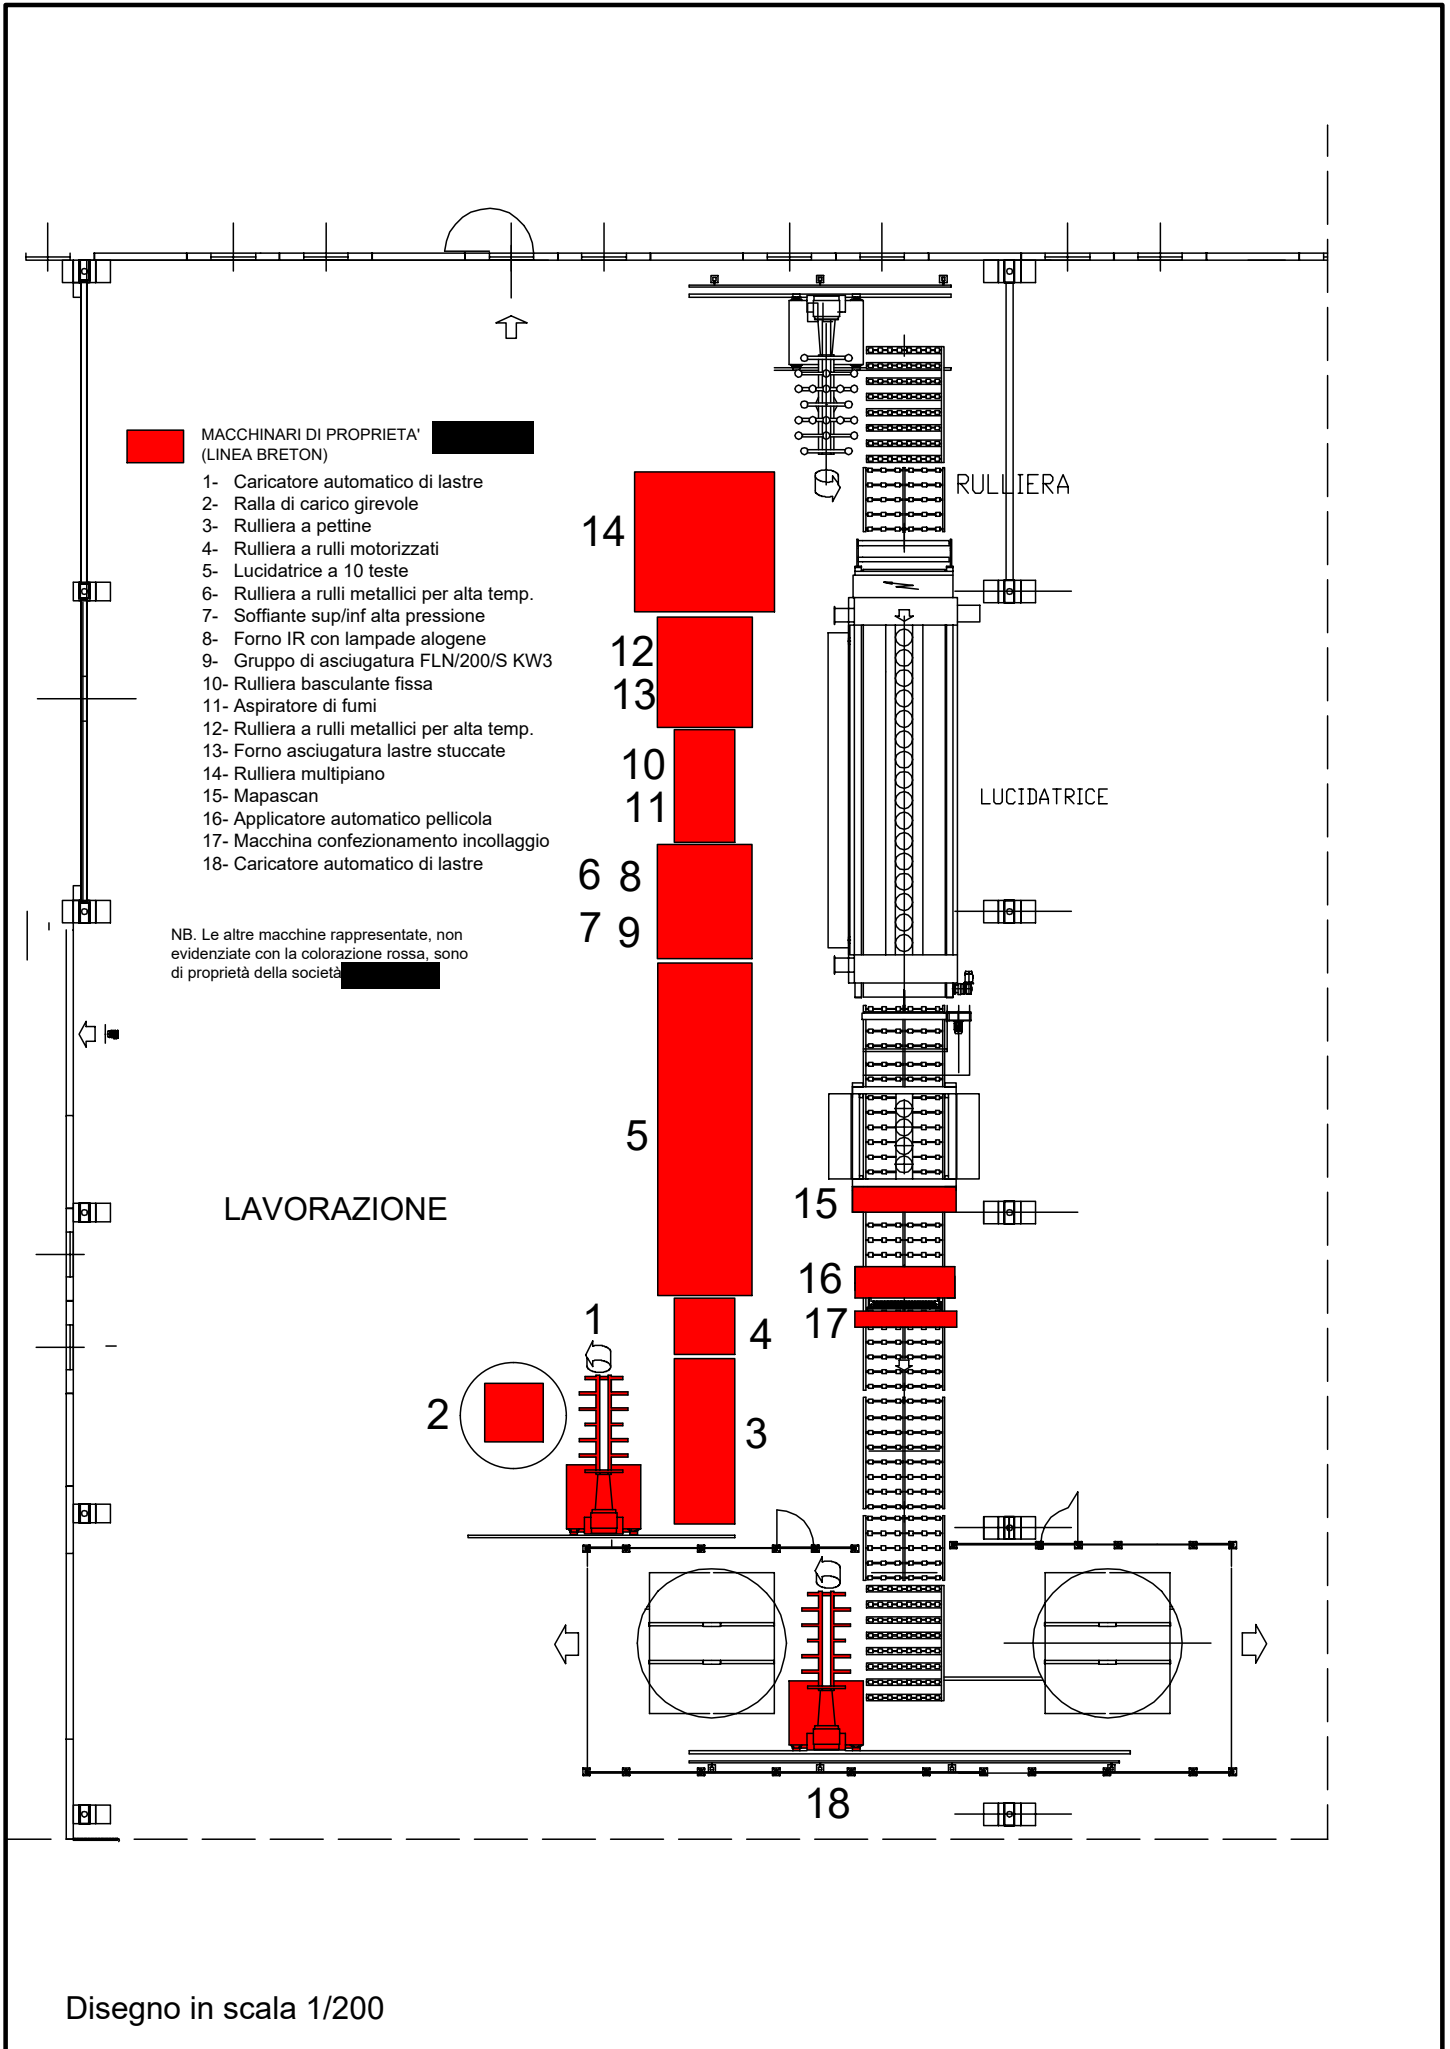 MACCHINARI DI PROPRIETA'
(LINEA BRETON)
1- Caricatore automatico di lastre
2- Ralla di carico girevole
3- Rulliera a pettine
4- Rulliera a rulli motorizzati
5- Lucidatrice a 10 teste
6- Rulliera a rulli metallici per alta temp.
7- Soffiante sup/inf alta pressione
8- Forno IR con lampade alogene
9- Gruppo di asciugatura FLN/200/S KW3
10- Rulliera basculante fissa
11- Aspiratore di fumi
12- Rulliera a rulli metallici per alta temp.
13- Forno asciugatura lastre stuccate
14- Rulliera multipiano
15- Mapascan
16- Applicatore automatico pellicola
17- Macchina confezionamento incollaggio
18- Caricatore automatico di lastre
NB. Le altre macchine rappresentate, non
evidenziate con la colorazione rossa, sono
di proprietà della società
RULLIERA
14
12
13
10
11
LUCIDATRICE
6 8
7 9
5
LAVORAZIONE
15
16
17
1
4
2
3
18
Disegno in scala 1/200